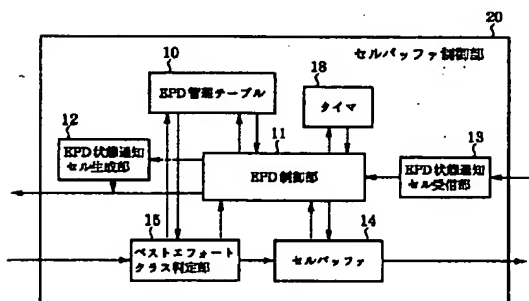 20
セルバッファ制御部
10
EPD管理テーブル
18
タイマ
12
EPD状態通知
セル生成部
11
EPD制御部
13
EPD状態通知
セル受信部
15
ベストエフォート
クラス判定部
14
セルバッファ